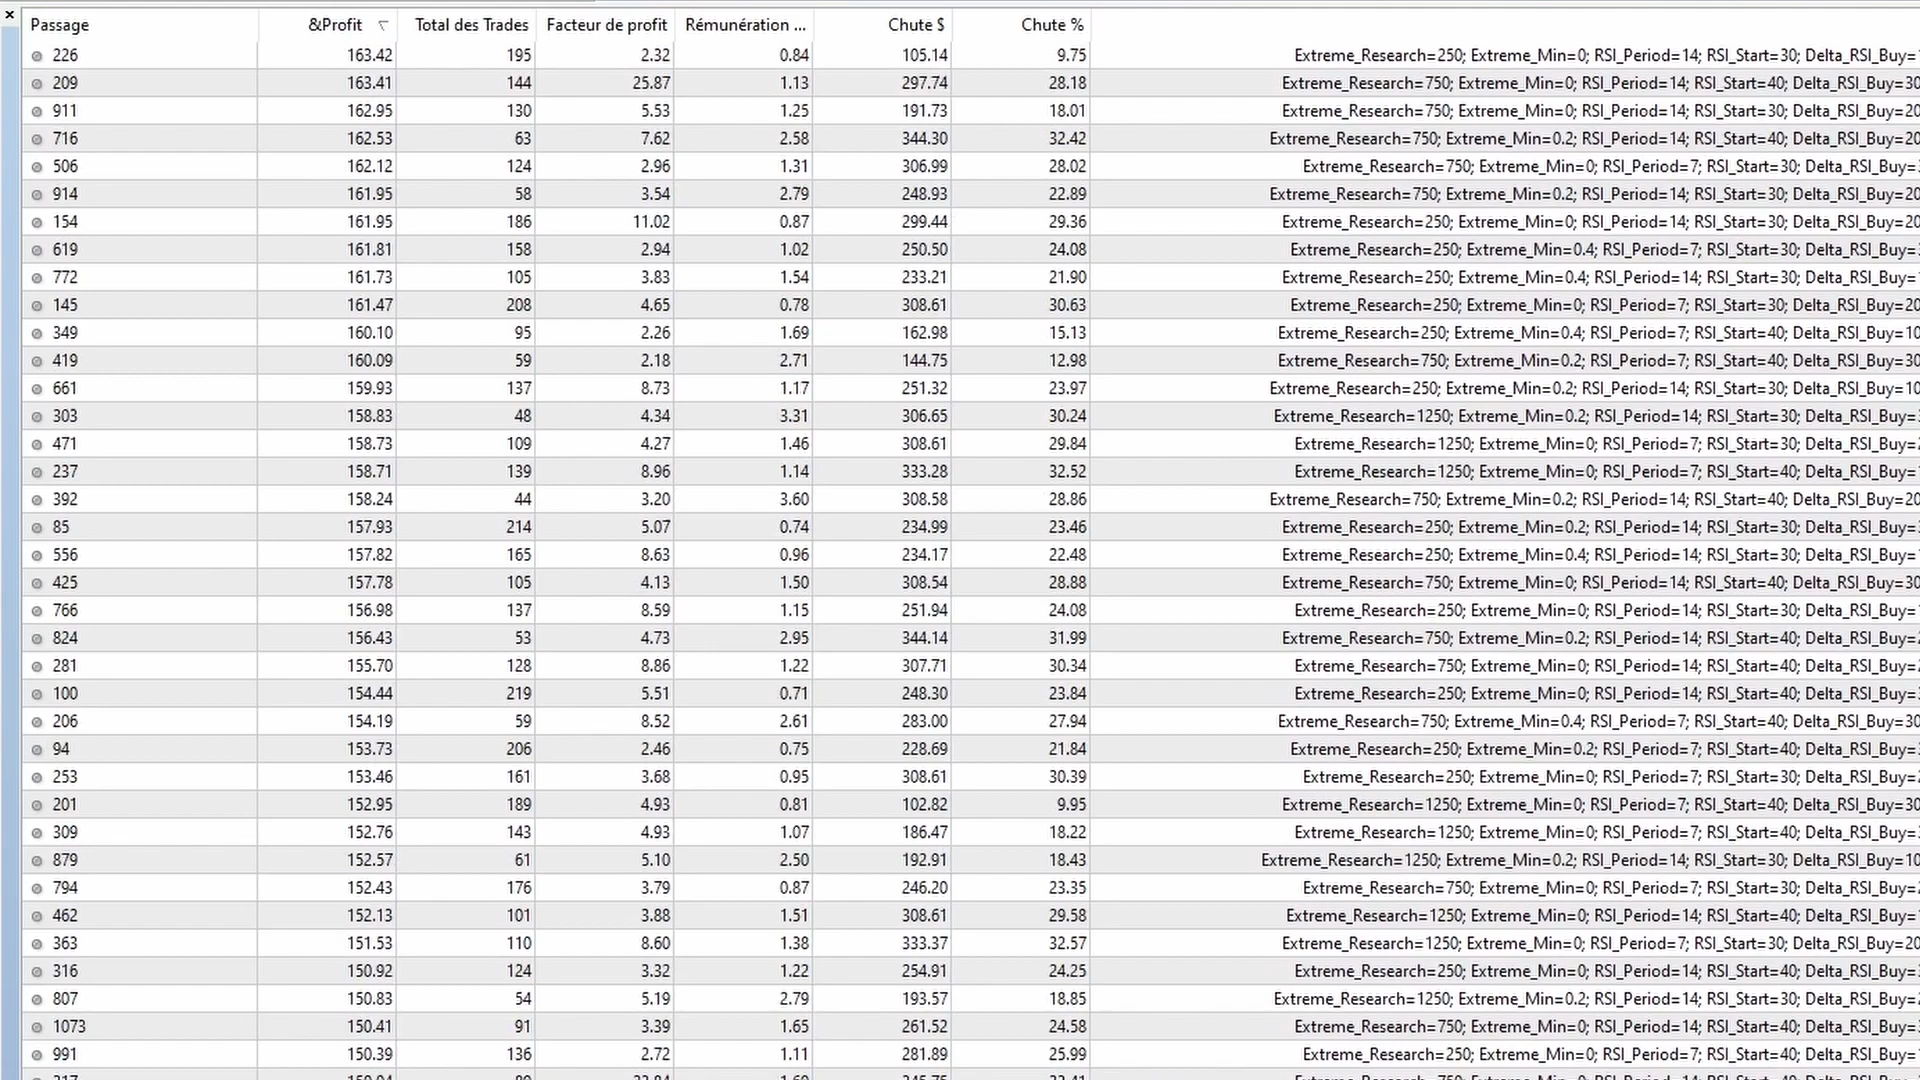 Passage &Profit Total des Trades Facteur de profit Rémunération ... Chute $ Chute %
226 163.42 195 2.32 0.84 105.14 9.75 Extreme_Research=250; Extreme_Min=0; RSI_Period=14; RSI_Start=30; Delta_RSI_Buy=
209 163.41 144 25.87 1.13 297.74 28.18 Extreme_Research=750; Extreme_Min=0; RSI_Period=14; RSI_Start=40; Delta_RSI_Buy=30
911 162.95 130 5.53 1.25 191.73 18.01 Extreme_Research=750; Extreme_Min=0; RSI_Period=14; RSI_Start=30; Delta_RSI_Buy=20
716 162.53 63 7.62 2.58 344.30 32.42 Extreme_Research=750; Extreme_Min=0.2; RSI_Period=14; RSI_Start=40; Delta_RSI_Buy=20
506 162.12 124 2.96 1.31 306.99 28.02 Extreme_Research=750; Extreme_Min=0; RSI_Period=7; RSI_Start=30; Delta_RSI_Buy=
914 161.95 58 3.54 2.79 248.93 22.89 Extreme_Research=750; Extreme_Min=0.2; RSI_Period=14; RSI_Start=30; Delta_RSI_Buy=20
154 161.95 186 11.02 0.87 299.44 29.36 Extreme_Research=250; Extreme_Min=0; RSI_Period=14; RSI_Start=30; Delta_RSI_Buy=20
619 161.81 158 2.94 1.02 250.50 24.08 Extreme_Research=250; Extreme_Min=0.4; RSI_Period=7; RSI_Start=30; Delta_RSI_Buy=
772 161.73 105 3.83 1.54 233.21 21.90 Extreme_Research=250; Extreme_Min=0.4; RSI_Period=14; RSI_Start=30; Delta_RSI_Buy=
145 161.47 208 4.65 0.78 308.61 30.63 Extreme_Research=250; Extreme_Min=0; RSI_Period=7; RSI_Start=30; Delta_RSI_Buy=20
349 160.10 95 2.26 1.69 162.98 15.13 Extreme_Research=250; Extreme_Min=0.4; RSI_Period=7; RSI_Start=40; Delta_RSI_Buy=10
419 160.09 59 2.18 2.71 144.75 12.98 Extreme_Research=750; Extreme_Min=0.2; RSI_Period=7; RSI_Start=40; Delta_RSI_Buy=30
661 159.93 137 8.73 1.17 251.32 23.97 Extreme_Research=250; Extreme_Min=0.2; RSI_Period=14; RSI_Start=30; Delta_RSI_Buy=10
303 158.83 48 4.34 3.31 306.65 30.24 Extreme_Research=1250; Extreme_Min=0.2; RSI_Period=14; RSI_Start=30; Delta_RSI_Buy=
471 158.73 109 4.27 1.46 308.61 29.84 Extreme_Research=1250; Extreme_Min=0; RSI_Period=7; RSI_Start=30; Delta_RSI_Buy=
237 158.71 139 8.96 1.14 333.28 32.52 Extreme_Research=1250; Extreme_Min=0; RSI_Period=7; RSI_Start=40; Delta_RSI_Buy=
392 158.24 44 3.20 3.60 308.58 28.86 Extreme_Research=750; Extreme_Min=0.2; RSI_Period=14; RSI_Start=40; Delta_RSI_Buy=20
85 157.93 214 5.07 0.74 234.99 23.46 Extreme_Research=250; Extreme_Min=0.2; RSI_Period=14; RSI_Start=30; Delta_RSI_Buy=
556 157.82 165 8.63 0.96 234.17 22.48 Extreme_Research=250; Extreme_Min=0.4; RSI_Period=14; RSI_Start=30; Delta_RSI_Buy=
425 157.78 105 4.13 1.50 308.54 28.88 Extreme_Research=750; Extreme_Min=0; RSI_Period=14; RSI_Start=40; Delta_RSI_Buy=30
766 156.98 137 8.59 1.15 251.94 24.08 Extreme_Research=250; Extreme_Min=0; RSI_Period=14; RSI_Start=30; Delta_RSI_Buy=
824 156.43 53 4.73 2.95 344.14 31.99 Extreme_Research=750; Extreme_Min=0.2; RSI_Period=14; RSI_Start=40; Delta_RSI_Buy=
281 155.70 128 8.86 1.22 307.71 30.34 Extreme_Research=750; Extreme_Min=0; RSI_Period=14; RSI_Start=40; Delta_RSI_Buy=
100 154.44 219 5.51 0.71 248.30 23.84 Extreme_Research=250; Extreme_Min=0; RSI_Period=14; RSI_Start=40; Delta_RSI_Buy=
206 154.19 59 8.52 2.61 283.00 27.94 Extreme_Research=750; Extreme_Min=0.4; RSI_Period=7; RSI_Start=40; Delta_RSI_Buy=30
94 153.73 206 2.46 0.75 228.69 21.84 Extreme_Research=250; Extreme_Min=0.2; RSI_Period=7; RSI_Start=40; Delta_RSI_Buy=
253 153.46 161 3.68 0.95 308.61 30.39 Extreme_Research=250; Extreme_Min=0; RSI_Period=7; RSI_Start=30; Delta_RSI_Buy=
201 152.95 189 4.93 0.81 102.82 9.95 Extreme_Research=1250; Extreme_Min=0; RSI_Period=7; RSI_Start=40; Delta_RSI_Buy=30
309 152.76 143 4.93 1.07 186.47 18.22 Extreme_Research=1250; Extreme_Min=0; RSI_Period=7; RSI_Start=40; Delta_RSI_Buy=
879 152.57 61 5.10 2.50 192.91 18.43 Extreme_Research=1250; Extreme_Min=0.2; RSI_Period=14; RSI_Start=30; Delta_RSI_Buy=10
794 152.43 176 3.79 0.87 246.20 23.35 Extreme_Research=750; Extreme_Min=0; RSI_Period=7; RSI_Start=30; Delta_RSI_Buy=
462 152.13 101 3.88 1.51 308.61 29.58 Extreme_Research=1250; Extreme_Min=0; RSI_Period=14; RSI_Start=40; Delta_RSI_Buy=
363 151.53 110 8.60 1.38 333.37 32.57 Extreme_Research=1250; Extreme_Min=0; RSI_Period=7; RSI_Start=30; Delta_RSI_Buy=20
316 150.92 124 3.32 1.22 254.91 24.25 Extreme_Research=250; Extreme_Min=0; RSI_Period=14; RSI_Start=40; Delta_RSI_Buy=
807 150.83 54 5.19 2.79 193.57 18.85 Extreme_Research=1250; Extreme_Min=0.2; RSI_Period=14; RSI_Start=30; Delta_RSI_Buy=
1073 150.41 91 3.39 1.65 261.52 24.58 Extreme_Research=750; Extreme_Min=0; RSI_Period=14; RSI_Start=40; Delta_RSI_Buy=
991 150.39 136 2.72 1.11 281.89 25.99 Extreme_Research=250; Extreme_Min=0; RSI_Period=7; RSI_Start=40; Delta_RSI_Buy=